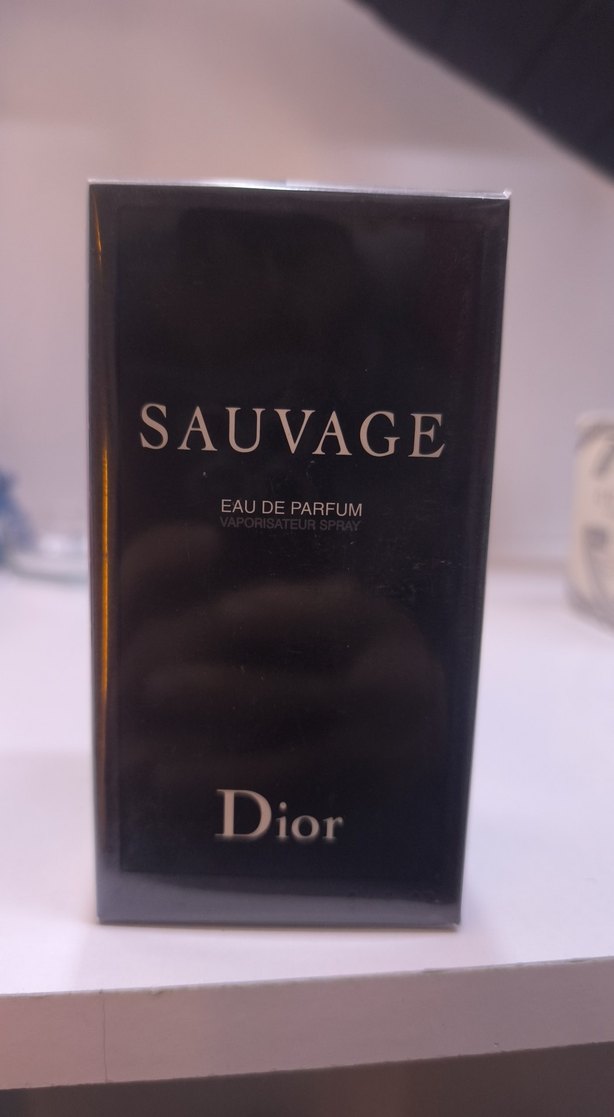 SAUVAGE
EAU DE PARFUM
VAPORISATEUR SPRAY
Dior